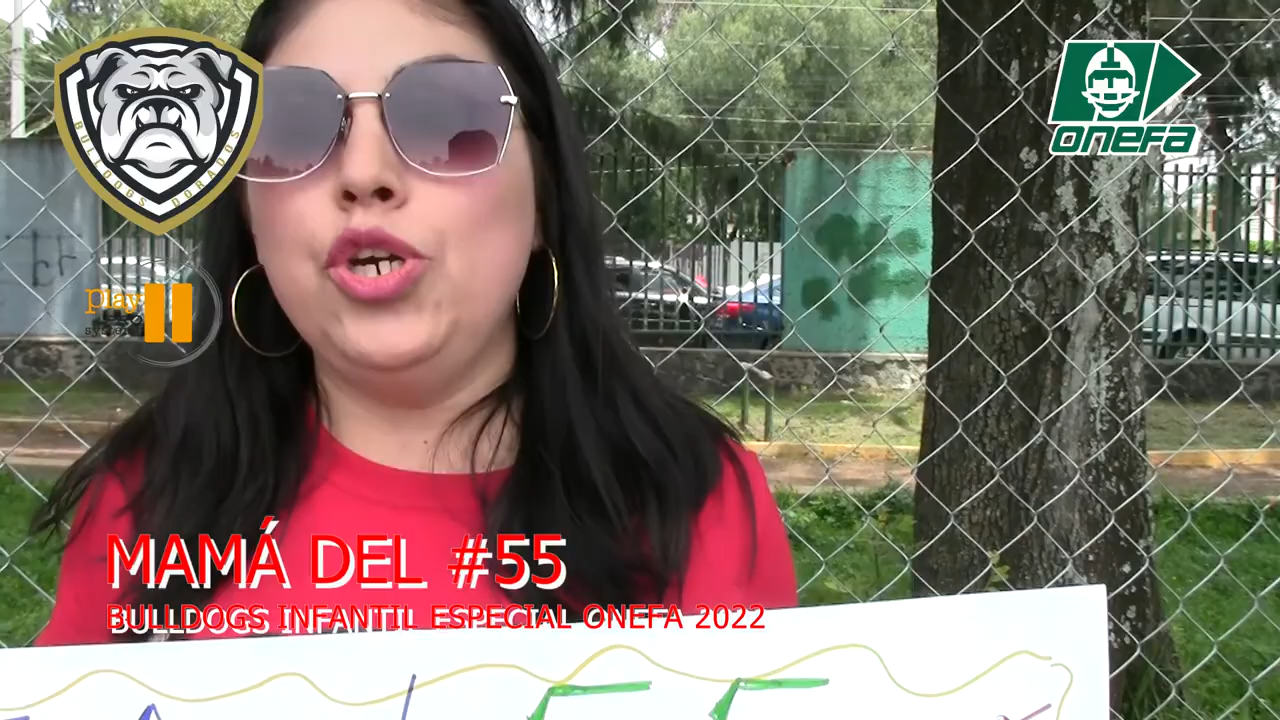 BULLDOGS DORADOS
ONEFA
play
MAMÁ DEL #55
BULLDOGS INFANTIL ESPECIAL ONEFA 2022